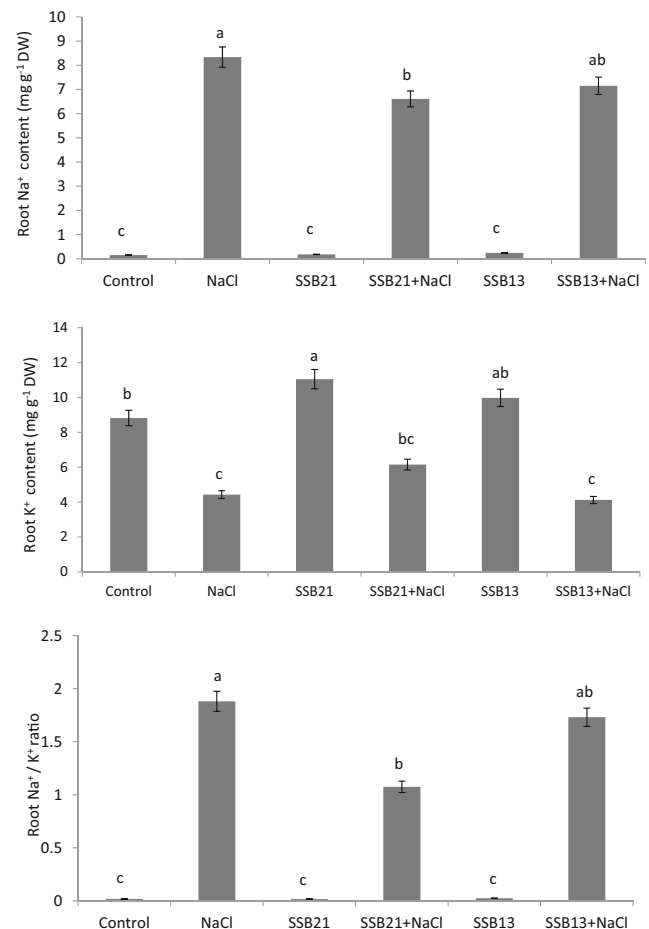 Root Na⁺ content (mg g⁻¹ DW)
10
9
8
7
6
5
4
3
2
1
0
c
a
c
b
c
ab
Control NaCl SSB21 SSB21+NaCl SSB13 SSB13+NaCl
Root K⁺ content (mg g⁻¹ DW)
14
12
10
8
6
4
2
0
b
c
a
bc
ab
c
Control NaCl SSB21 SSB21+NaCl SSB13 SSB13+NaCl
Root Na⁺/ K⁺ ratio
2.5
2
1.5
1
0.5
0
c
a
c
b
c
ab
Control NaCl SSB21 SSB21+NaCl SSB13 SSB13+NaCl